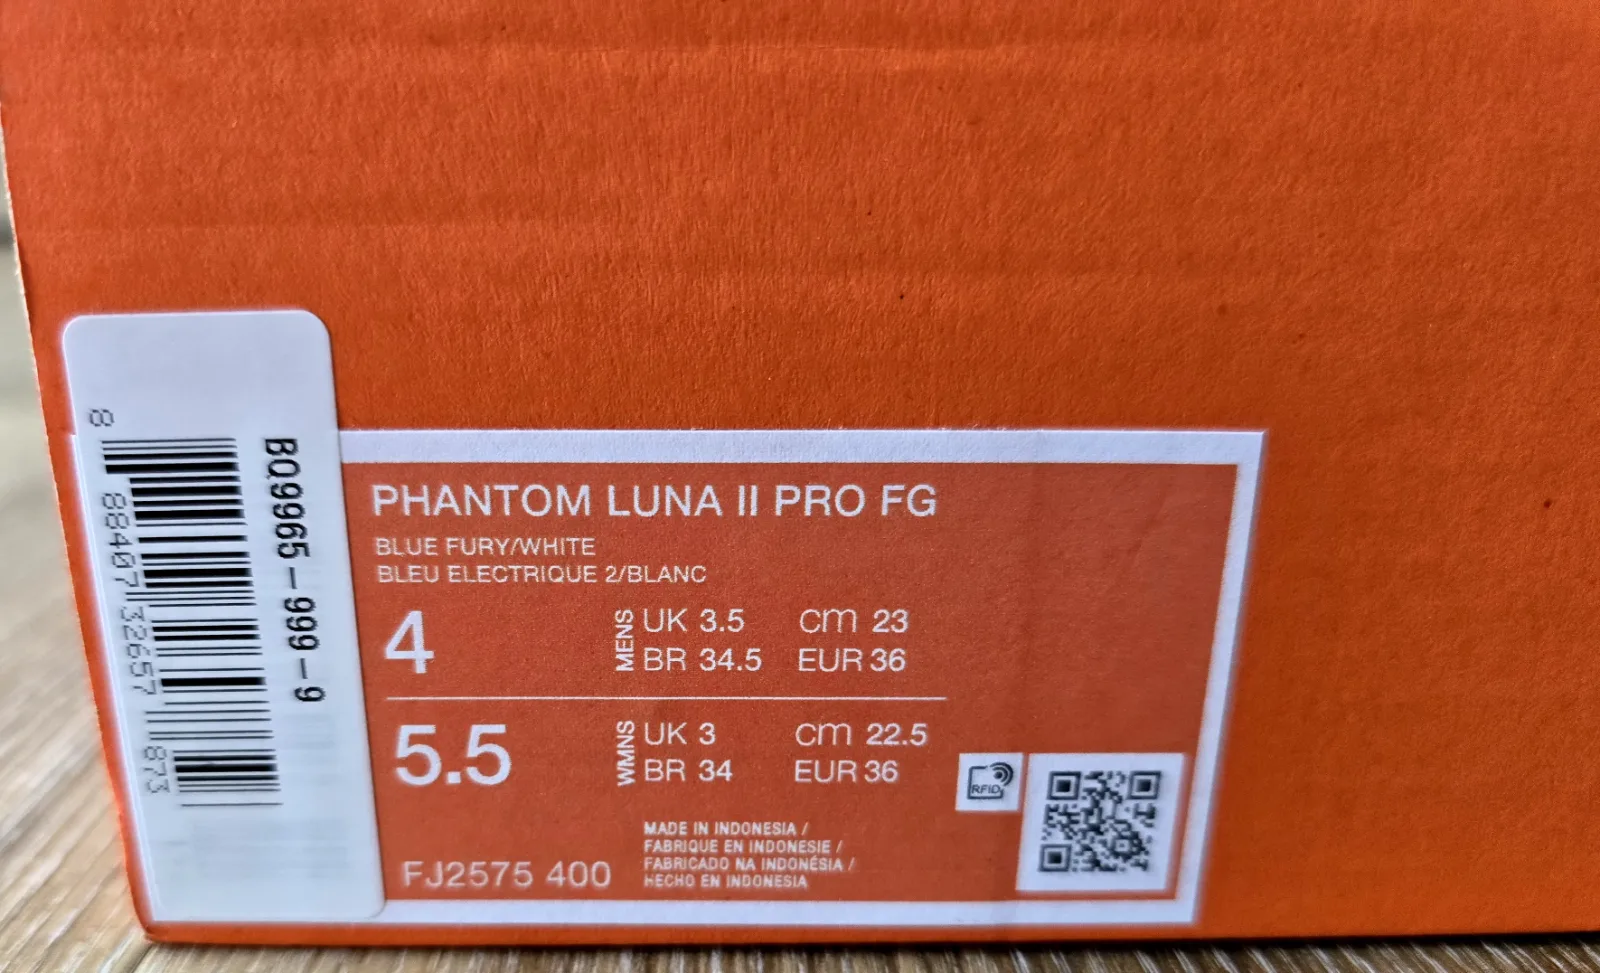 8
88407 32657
873
BQ9965-999-9
PHANTOM LUNA II PRO FG
BLUE FURY/WHITE
BLEU ELECTRIQUE 2/BLANC
4
MENS
UK 3.5 cm 23
BR 34.5 EUR 36
5.5
WMNS
UK 3 cm 22.5
BR 34 EUR 36
RFID
MADE IN INDONESIA /
FABRIQUE EN INDONESIE /
FABRICADO NA INDONÉSIA /
HECHO EN INDONESIA
FJ2575 400